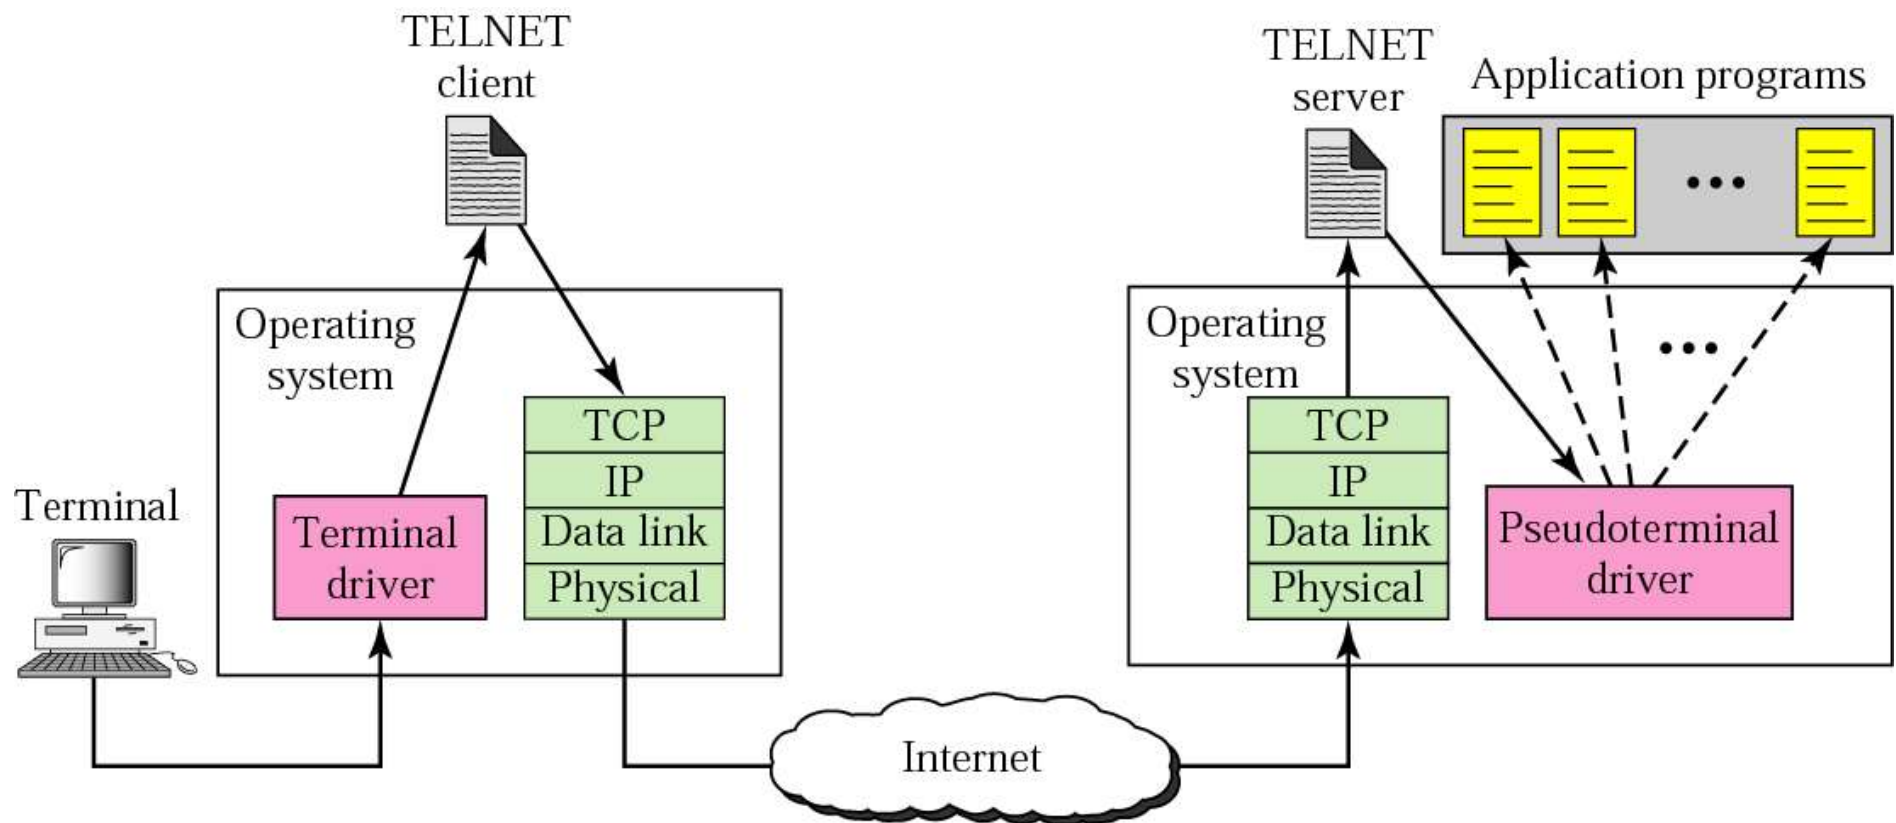 TELNET
client
TELNET
server
Application programs
Operating
system
Operating
system
TCP
IP
Data link
Physical
TCP
IP
Data link
Physical
Terminal
Terminal
driver
Pseudoterminal
driver
Internet